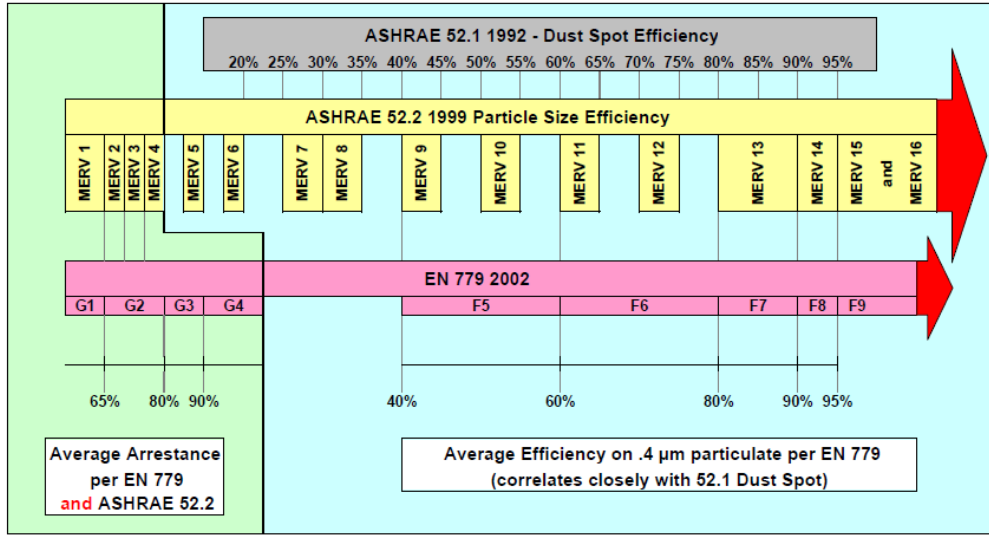 ASHRAE 52.1 1992 - Dust Spot Efficiency
20% 25% 30% 35% 40% 45% 50% 55% 60% 65% 70% 75% 80% 85% 90% 95%
ASHRAE 52.2 1999 Particle Size Efficiency
MERV 1
MERV 2
MERV 3
MERV 4
MERV 5
MERV 6
MERV 7
MERV 8
MERV 9
MERV 10
MERV 11
MERV 12
MERV 13
MERV 14
MERV 15
and
MERV 16
EN 779 2002
G1 G2 G3 G4 F5 F6 F7 F8 F9
65% 80% 90% 40% 60% 80% 90% 95%
Average Arrestance
per EN 779
and ASHRAE 52.2
Average Efficiency on .4 µm particulate per EN 779
(correlates closely with 52.1 Dust Spot)